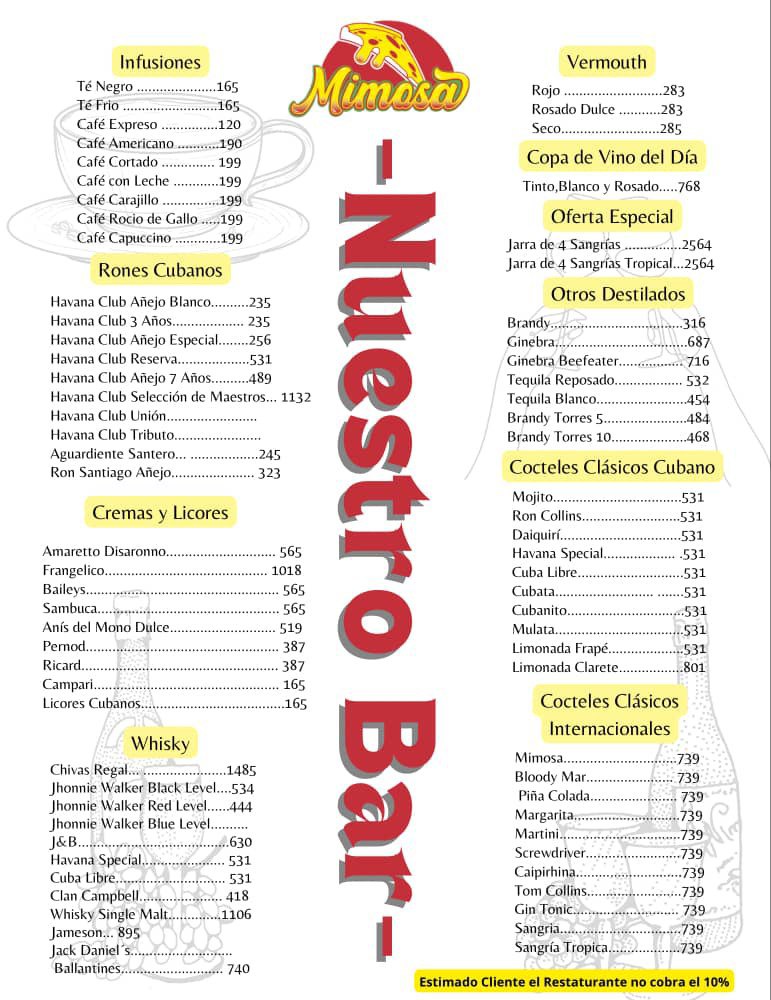 Mimosa
Infusiones
Té Negro ......................165
Té Frio .........................165
Café Expreso ...............120
Café Americano ...........190
Café Cortado .............. 199
Café con Leche ............199
Café Carajillo ............... 199
Café Rocio de Gallo .....199
Café Capuccino ............199
Rones Cubanos
Havana Club Añejo Blanco..........235
Havana Club 3 Años................... 235
Havana Club Añejo Especial........256
Havana Club Reserva...................531
Havana Club Añejo 7 Años..........489
Havana Club Selección de Maestros... 1132
Havana Club Unión........................
Havana Club Tributo.......................
Aguardiente Santero... .................245
Ron Santiago Añejo...................... 323
Cremas y Licores
Amaretto Disaronno............................. 565
Frangelico........................................... 1018
Baileys................................................... 565
Sambuca................................................ 565
Anís del Mono Dulce............................ 519
Pernod................................................... 387
Ricard.................................................... 387
Campari................................................. 165
Licores Cubanos......................................165
Whisky
Chivas Regal... ......................1485
Jhonnie Walker Black Level....534
Jhonnie Walker Red Level......444
Jhonnie Walker Blue Level..........
J&B........................................630
Havana Special...................... 531
Cuba Libre............................. 531
Clan Campbell...................... 418
Whisky Single Malt..............1106
Jameson... 895
Jack Daniel´s...........................
Ballantines........................... 740
Nuestro Bar
Vermouth
Rojo ..........................283
Rosado Dulce ...........283
Seco..........................285
Copa de Vino del Día
Tinto,Blanco y Rosado.....768
Oferta Especial
Jarra de 4 Sangrías ...............2564
Jarra de 4 Sangrías Tropical...2564
Otros Destilados
Brandy...................................316
Ginebra...................................687
Ginebra Beefeater................. 716
Tequila Reposado.................. 532
Tequila Blanco........................454
Brandy Torres 5......................484
Brandy Torres 10....................468
Cocteles Clásicos Cubano
Mojito..................................531
Ron Collins..........................531
Daiquirí................................531
Havana Special................... .531
Cuba Libre............................531
Cubata.......................... .......531
Cubanito..............................531
Mulata..................................531
Limonada Frapé....................531
Limonada Clarete.................801
Cocteles Clásicos
Internacionales
Mimosa..............................739
Bloody Mar........................ 739
Piña Colada....................... 739
Margarita............................739
Martini................................739
Screwdriver.........................739
Caipirhina...........................739
Tom Collins.........................739
Gin Tonic............................ 739
Sangria................................739
Sangría Tropica...................739
Estimado Cliente el Restaturante no cobra el 10%